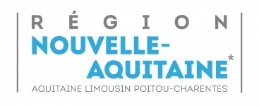 RÉGION
NOUVELLE-
AQUITAINE*
AQUITAINE LIMOUSIN POITOU-CHARENTES